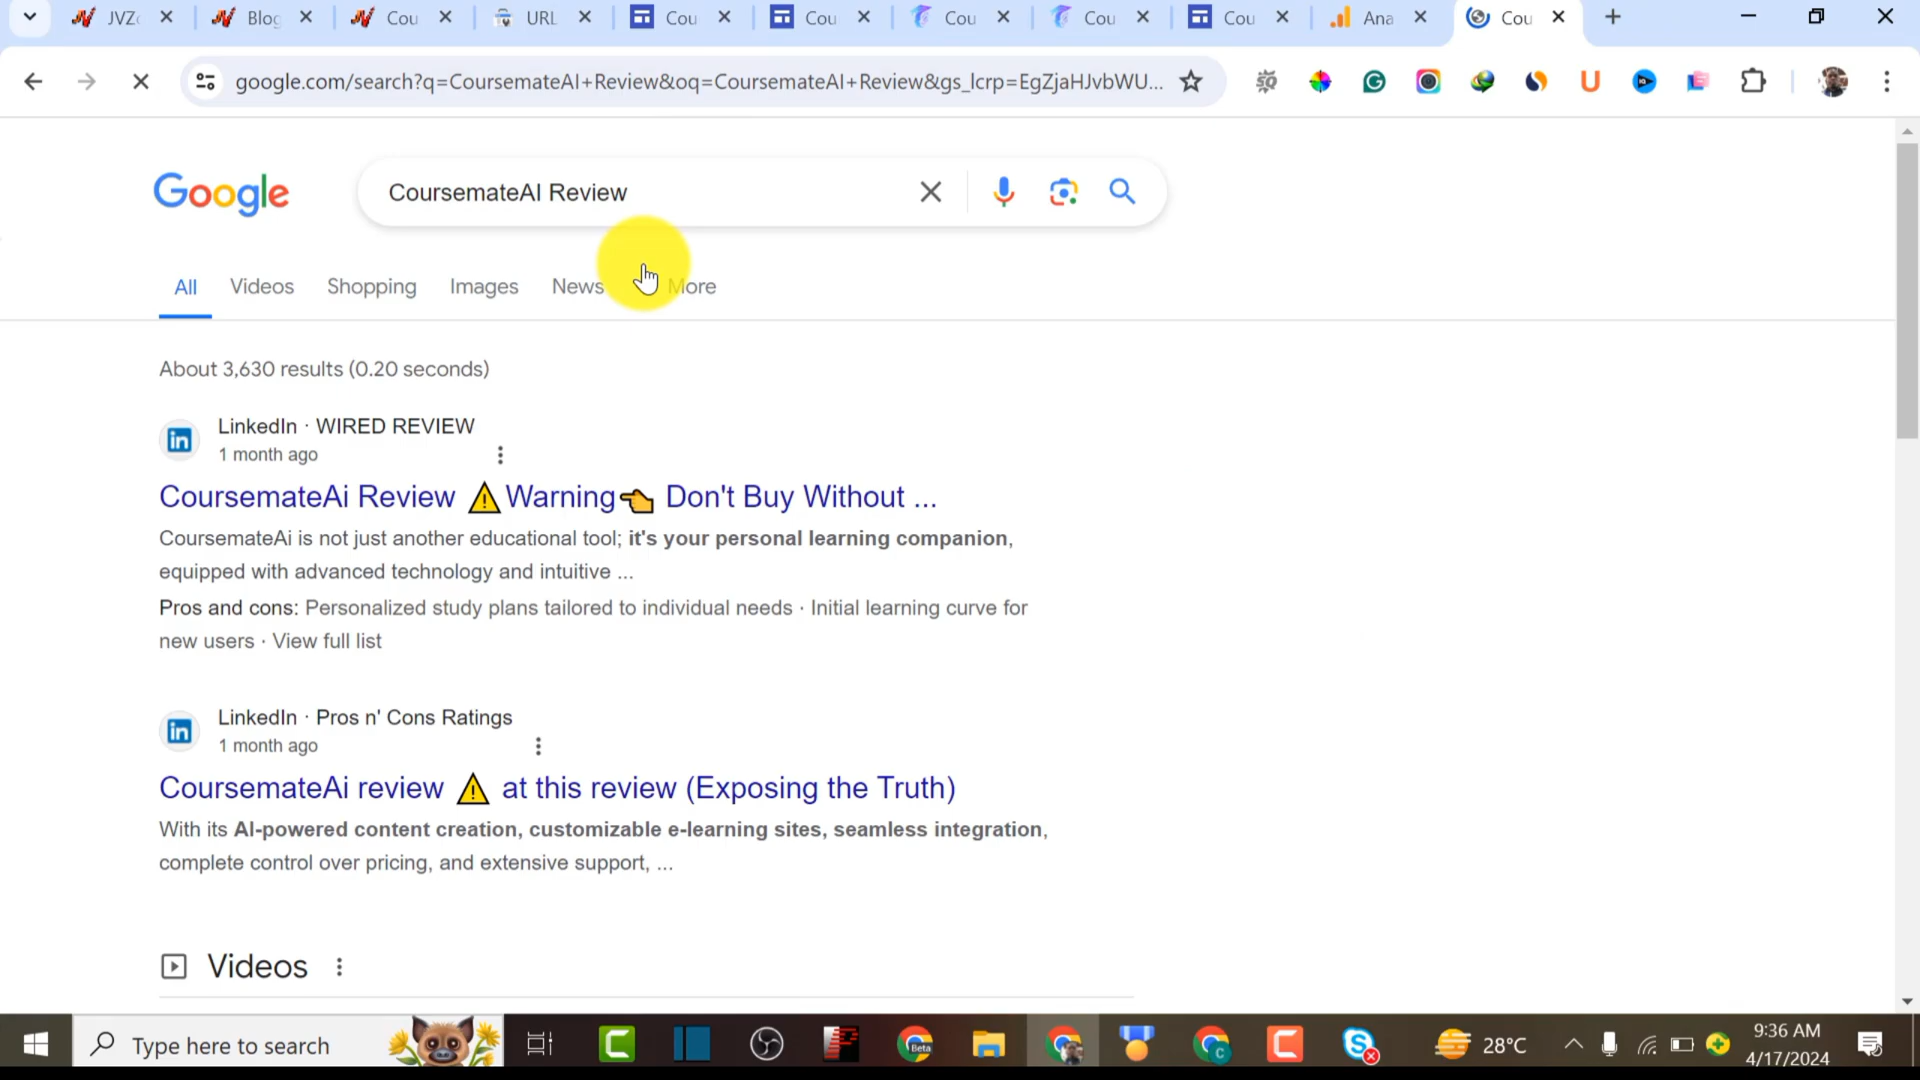 JVZ
Blog
Cou
URL
Cou
Cou
Cou
Cou
Cou
Ana
Cou
google.com/search?q=CoursemateAI+Review&oq=CoursemateAI+Review&gs_lcrp=EgZjaHJvbWU...
Google
CoursemateAI Review
All
Videos
Shopping
Images
News
More
About 3,630 results (0.20 seconds)
LinkedIn · WIRED REVIEW
1 month ago
CoursemateAi Review ⚠️Warning👈 Don't Buy Without ...
CoursemateAi is not just another educational tool; it's your personal learning companion,
equipped with advanced technology and intuitive ...
Pros and cons: Personalized study plans tailored to individual needs · Initial learning curve for
new users · View full list
LinkedIn · Pros n' Cons Ratings
1 month ago
CoursemateAi review ⚠️ at this review (Exposing the Truth)
With its AI-powered content creation, customizable e-learning sites, seamless integration,
complete control over pricing, and extensive support, ...
Videos
Type here to search
Beta
28°C
9:36 AM
4/17/2024